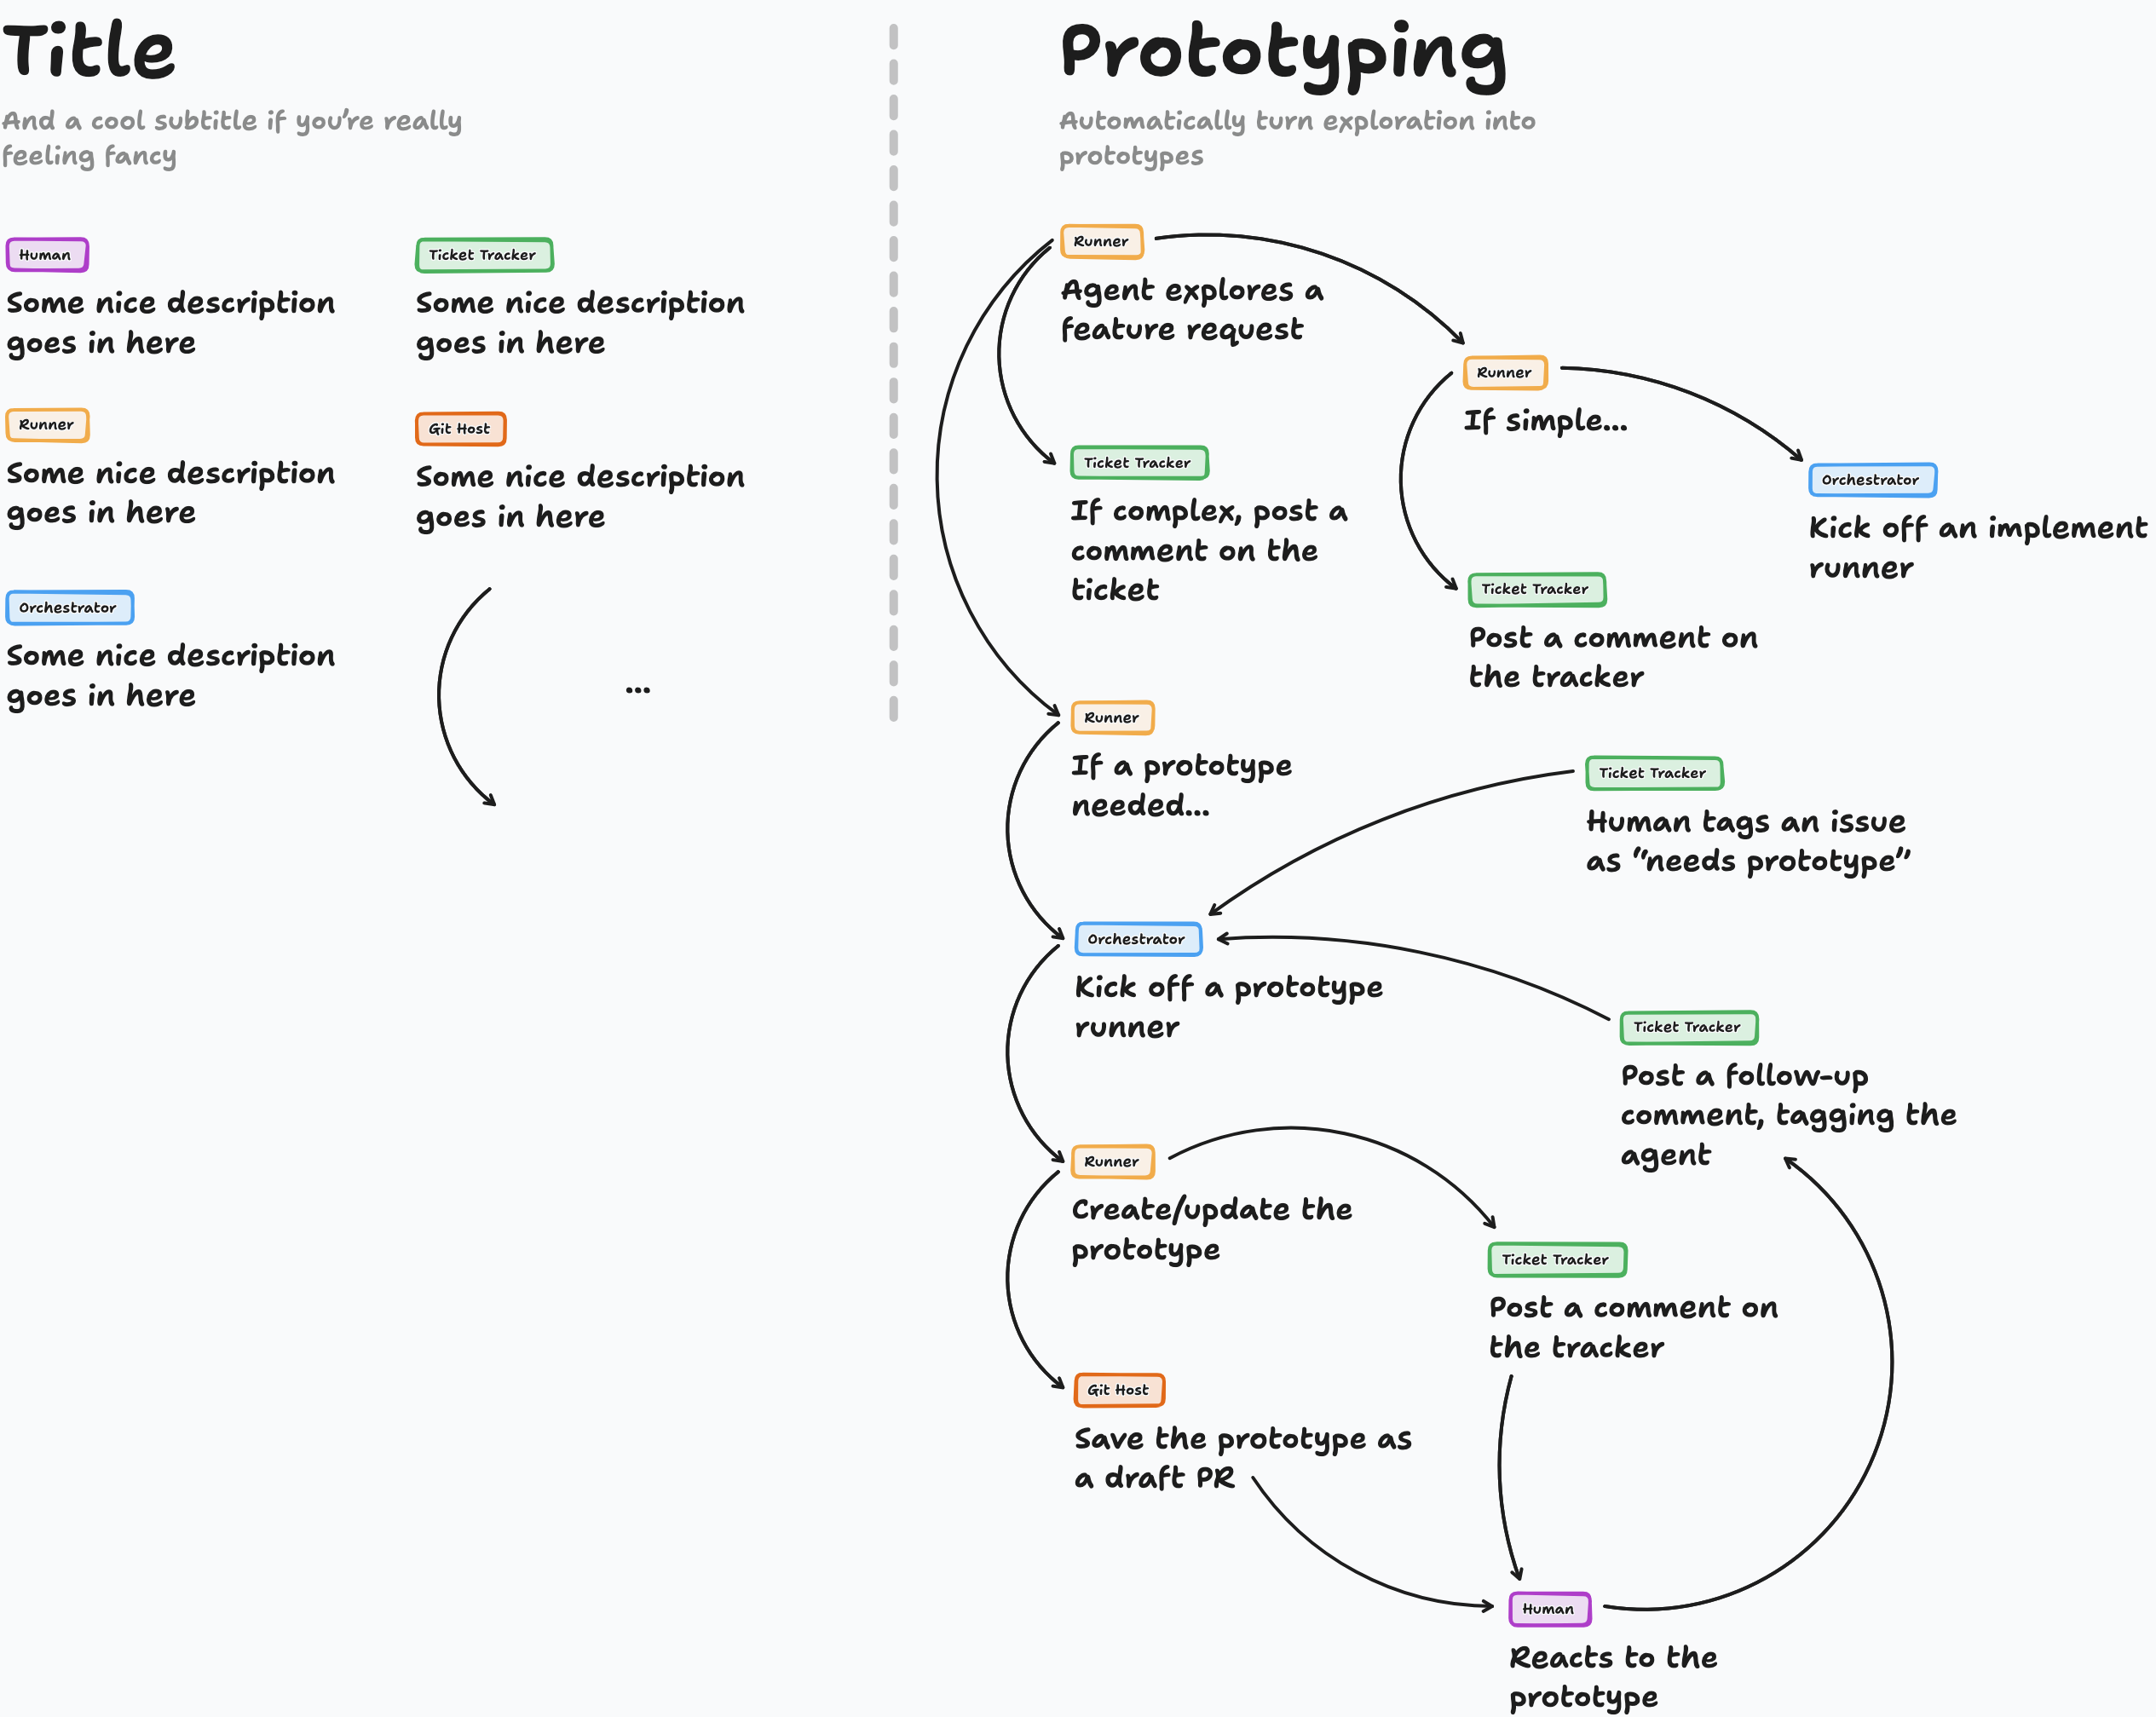 Title
And a cool subtitle if you're really
feeling fancy
Human
Some nice description
goes in here
Ticket Tracker
Some nice description
goes in here
Runner
Some nice description
goes in here
Git Host
Some nice description
goes in here
Orchestrator
Some nice description
goes in here
...
Prototyping
Automatically turn exploration into
prototypes
Runner
Agent explores a
feature request
Runner
If simple...
Ticket Tracker
If complex, post a
comment on the
ticket
Orchestrator
Kick off an implement
runner
Ticket Tracker
Post a comment on
the tracker
Runner
If a prototype
needed...
Ticket Tracker
Human tags an issue
as "needs prototype"
Orchestrator
Kick off a prototype
runner
Ticket Tracker
Post a follow-up
comment, tagging the
agent
Runner
Create/update the
prototype
Ticket Tracker
Post a comment on
the tracker
Git Host
Save the prototype as
a draft PR
Human
Reacts to the
prototype